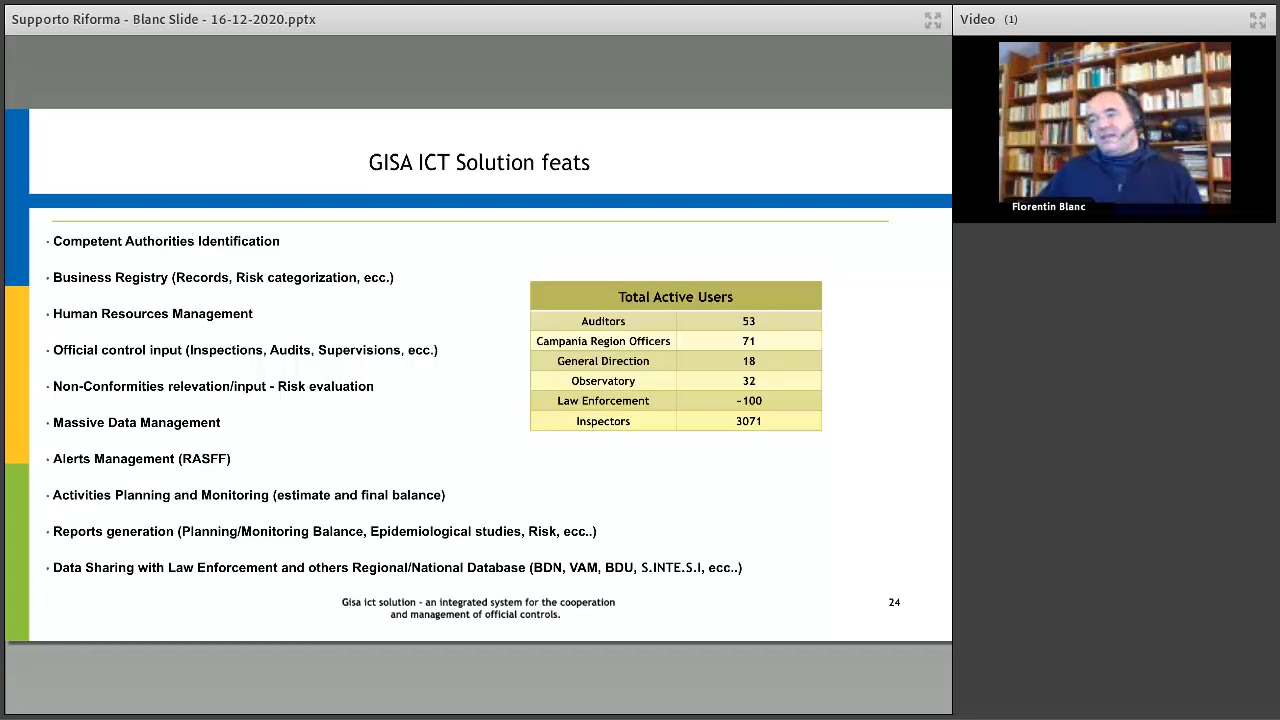 Supporto Riforma - Blanc Slide - 16-12-2020.pptx
Video (1)
Florentin Blanc
GISA ICT Solution feats
· Competent Authorities Identification
· Business Registry (Records, Risk categorization, ecc.)
· Human Resources Management
· Official control input (Inspections, Audits, Supervisions, ecc.)
· Non-Conformities relevation/input - Risk evaluation
· Massive Data Management
· Alerts Management (RASFF)
· Activities Planning and Monitoring (estimate and final balance)
· Reports generation (Planning/Monitoring Balance, Epidemiological studies, Risk, ecc..)
· Data Sharing with Law Enforcement and others Regional/National Database (BDN, VAM, BDU, S.INTE.S.I, ecc..)
Total Active Users
Auditors 53
Campania Region Officers 71
General Direction 18
Observatory 32
Law Enforcement ~100
Inspectors 3071
Gisa ict solution - an integrated system for the cooperation
and management of official controls.
24